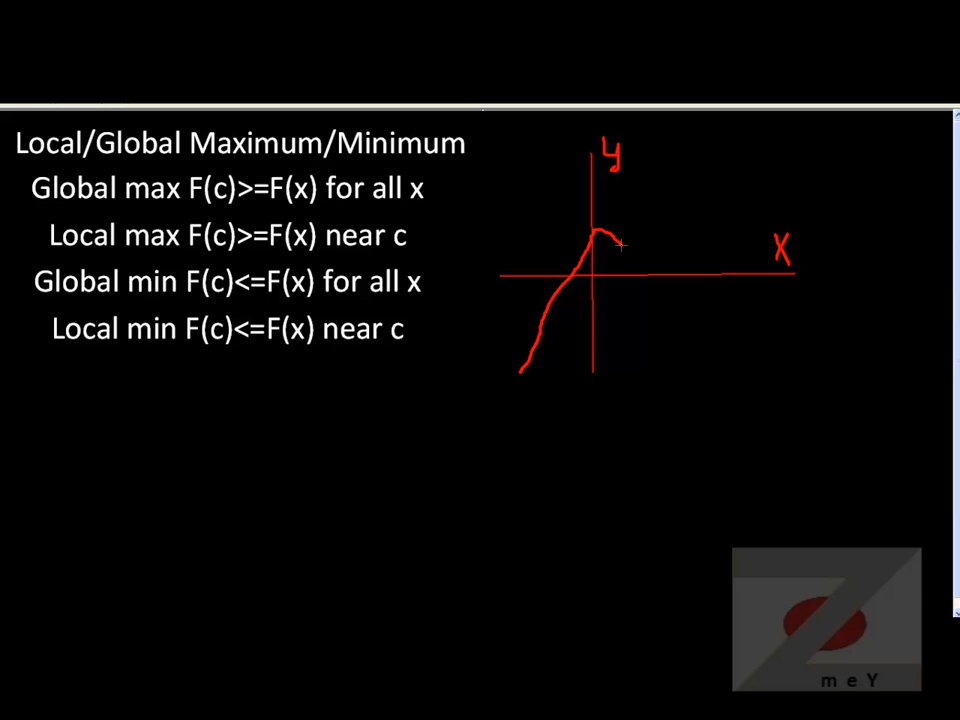 Local/Global Maximum/Minimum
Global max F(c)>=F(x) for all x
Local max F(c)>=F(x) near c
Global min F(c)<=F(x) for all x
Local min F(c)<=F(x) near c
y
X
Z
m e Y